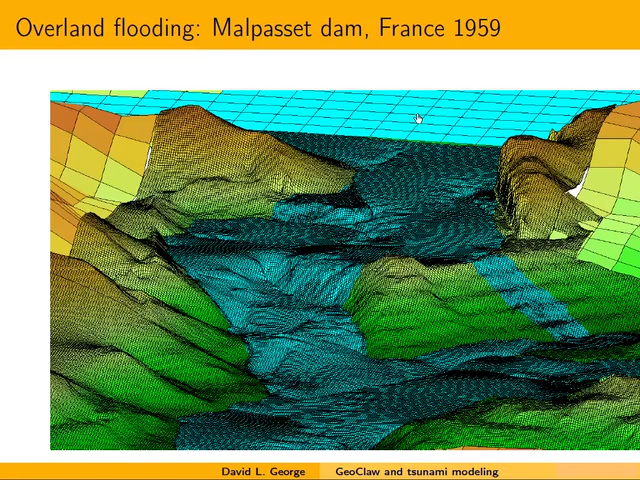 Overland flooding: Malpasset dam, France 1959
David L. George
GeoClaw and tsunami modeling